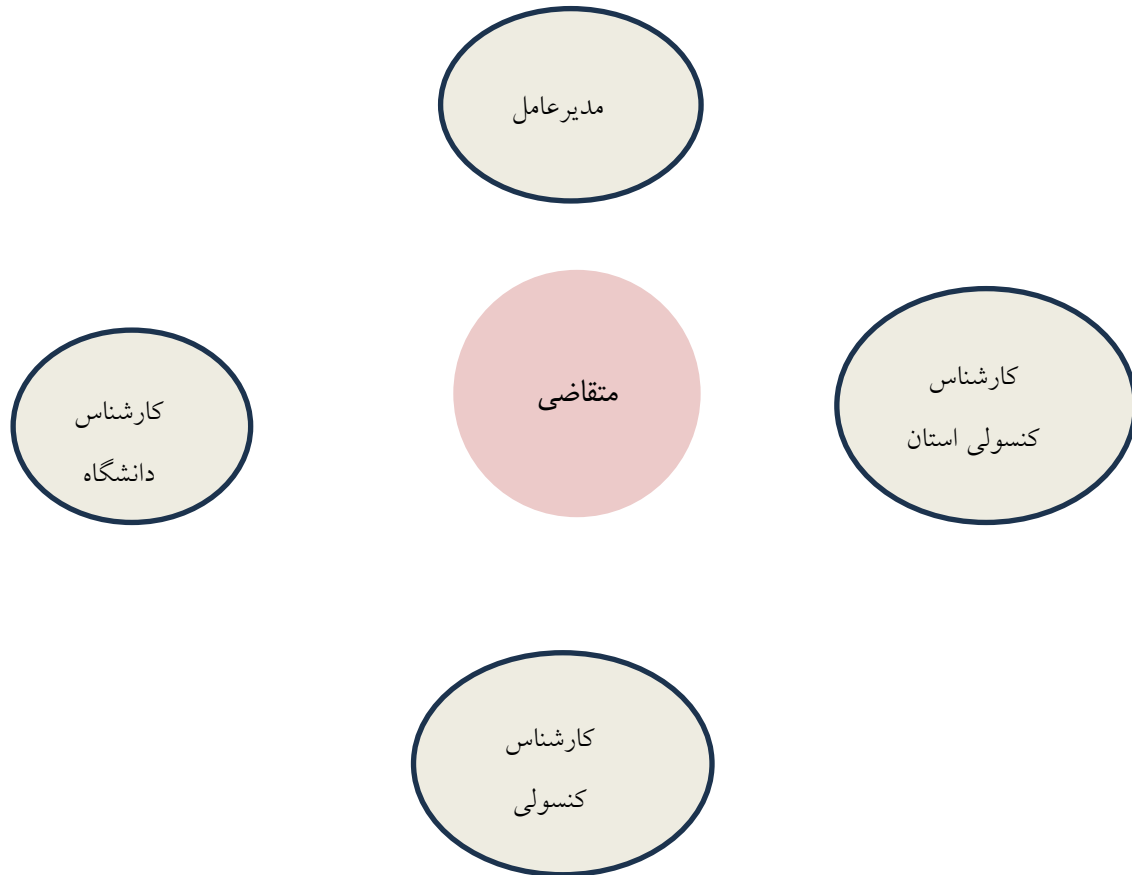 مدیرعامل
متقاضی
کارشناس
کنسولی استان
کارشناس
دانشگاه
کارشناس
کنسولی